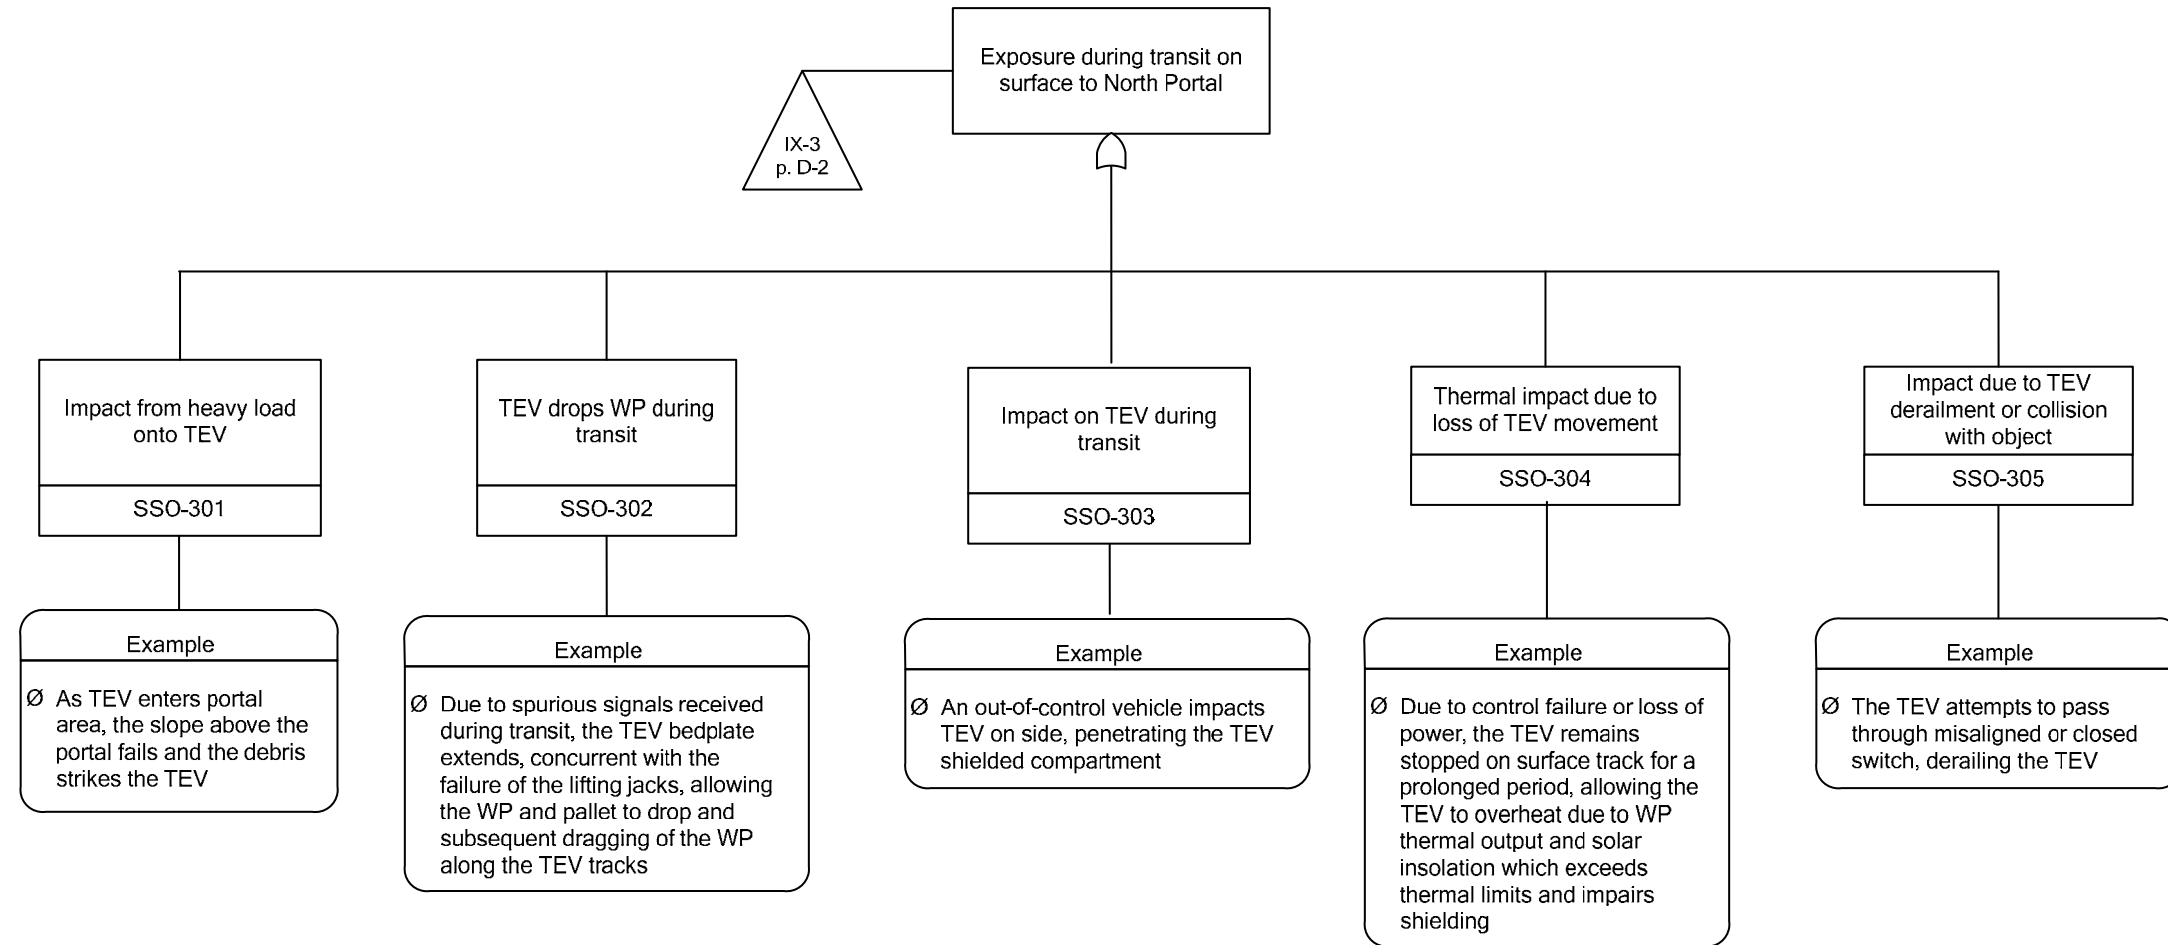 Exposure during transit on
surface to North Portal
IX-3
p. D-2
Impact from heavy load
onto TEV
SSO-301
TEV drops WP during
transit
SSO-302
Impact on TEV during
transit
SSO-303
Thermal impact due to
loss of TEV movement
SSO-304
Impact due to TEV
derailment or collision
with object
SSO-305
Example
Ø As TEV enters portal
area, the slope above the
portal fails and the debris
strikes the TEV
Example
Ø Due to spurious signals received
during transit, the TEV bedplate
extends, concurrent with the
failure of the lifting jacks, allowing
the WP and pallet to drop and
subsequent dragging of the WP
along the TEV tracks
Example
Ø An out-of-control vehicle impacts
TEV on side, penetrating the TEV
shielded compartment
Example
Ø Due to control failure or loss of
power, the TEV remains
stopped on surface track for a
prolonged period, allowing the
TEV to overheat due to WP
thermal output and solar
insolation which exceeds
thermal limits and impairs
shielding
Example
Ø The TEV attempts to pass
through misaligned or closed
switch, derailing the TEV